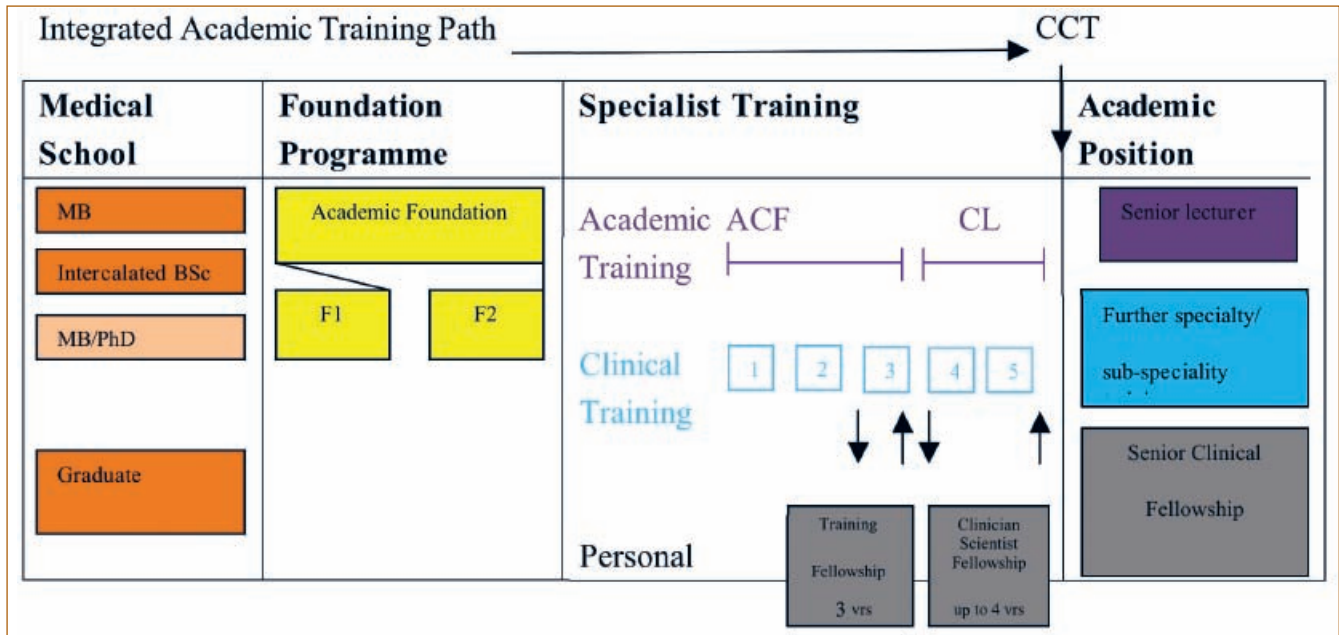 Integrated Academic Training Path
CCT
Medical
School
Foundation
Programme
Specialist Training
Academic
Position
MB
Intercalated BSc
MB/PhD
Graduate
Academic Foundation
F1
F2
Academic
Training
ACF
CL
Clinical
Training
1
2
3
4
5
Personal
Training
Fellowship
3 yrs
Clinician
Scientist
Fellowship
up to 4 yrs
Senior lecturer
Further specialty/
sub-speciality
Senior Clinical
Fellowship